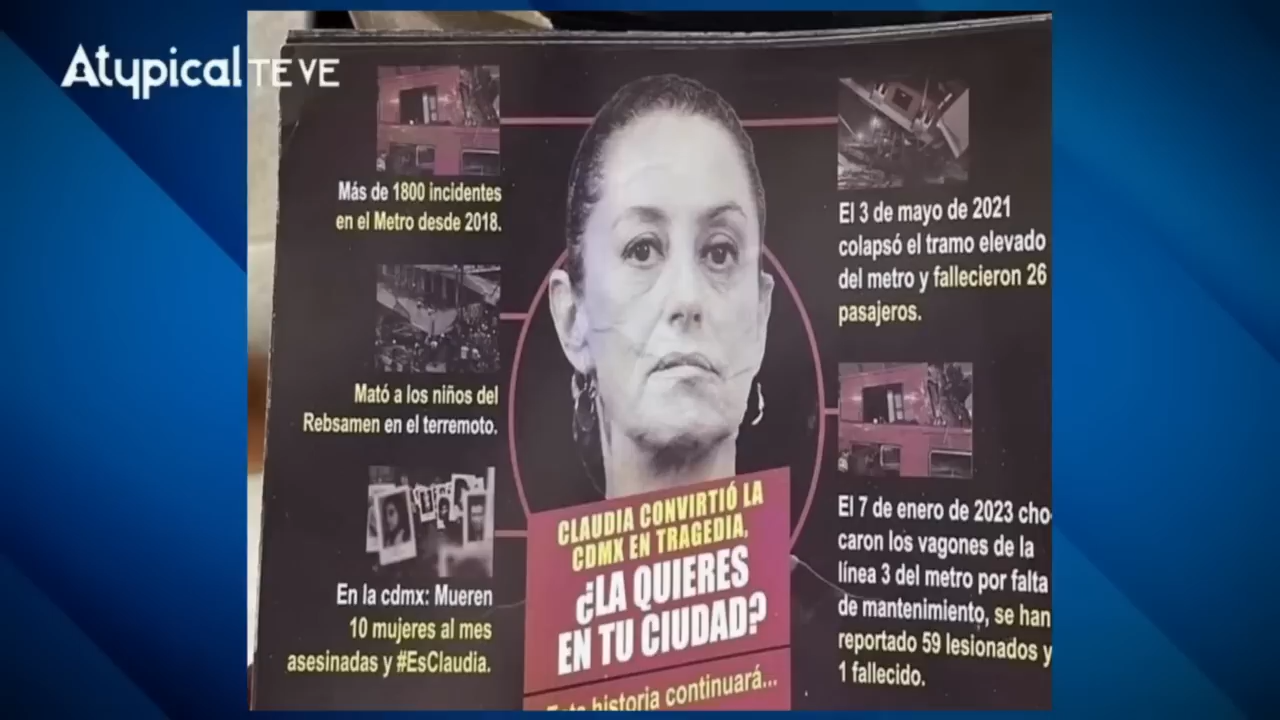 Atypical TE VE
Más de 1800 incidentes
en el Metro desde 2018.
Mató a los niños del
Rebsamen en el terremoto.
En la cdmx: Mueren
10 mujeres al mes
asesinadas y #EsClaudia.
CLAUDIA CONVIRTIÓ LA
CDMX EN TRAGEDIA,
¿LA QUIERES
EN TU CIUDAD?
Esta historia continuará...
El 3 de mayo de 2021
colapsó el tramo elevado
del metro y fallecieron 26
pasajeros.
El 7 de enero de 2023 cho-
caron los vagones de la
línea 3 del metro por falta
de mantenimiento, se han
reportado 59 lesionados y
1 fallecido.